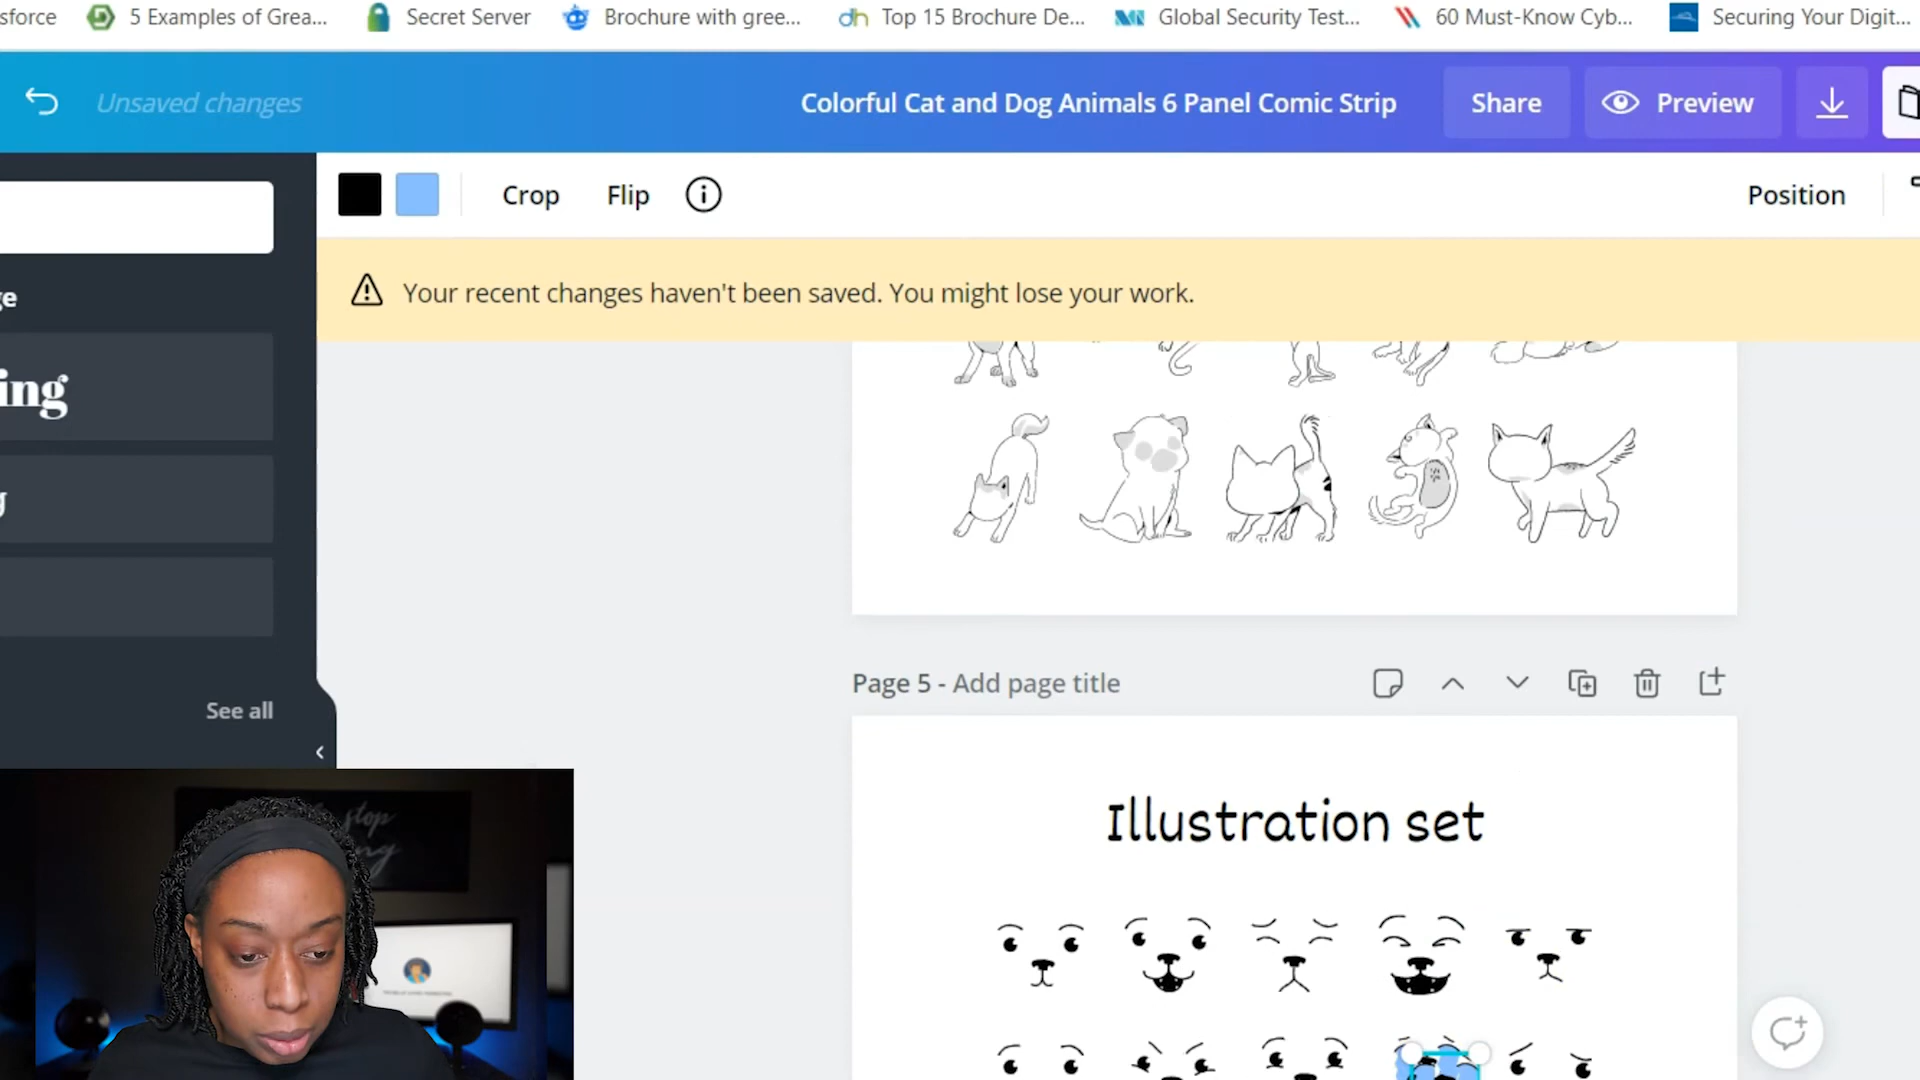 sforce 5 Examples of Grea... Secret Server Brochure with gree... Top 15 Brochure De... Global Security Test... 60 Must-Know Cyb... Securing Your Digit...
Unsaved changes Colorful Cat and Dog Animals 6 Panel Comic Strip Share Preview
Crop Flip Position
Your recent changes haven't been saved. You might lose your work.
ge
ing
g
See all
Page 5 - Add page title
Illustration set
stop